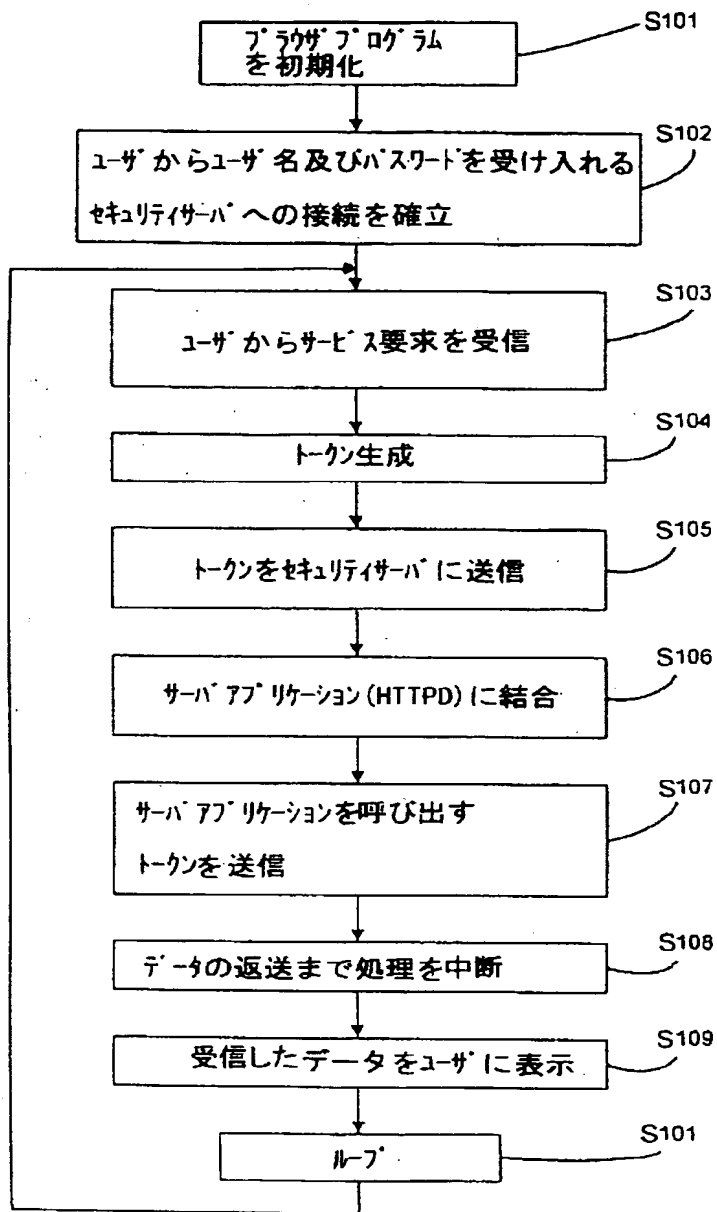 S101
ﾌﾞﾗｳｻﾞﾌﾟﾛｸﾞﾗﾑ
を初期化
S102
ﾕｰｻﾞからﾕｰｻﾞ名及びﾊﾟｽﾜｰﾄﾞを受け入れる
ｾｷｭﾘﾃｨｻｰﾊﾞへの接続を確立
S103
ﾕｰｻﾞからｻｰﾋﾞｽ要求を受信
S104
ﾄｰｸﾝ生成
S105
ﾄｰｸﾝをｾｷｭﾘﾃｨｻｰﾊﾞに送信
S106
ｻｰﾊﾞｱﾌﾟﾘｹｰｼｮﾝ(HTTPD)に結合
S107
ｻｰﾊﾞｱﾌﾟﾘｹｰｼｮﾝを呼び出す
ﾄｰｸﾝを送信
S108
ﾃﾞｰﾀの返送まで処理を中断
S109
受信したﾃﾞｰﾀをﾕｰｻﾞに表示
S101
ﾙｰﾌﾟ